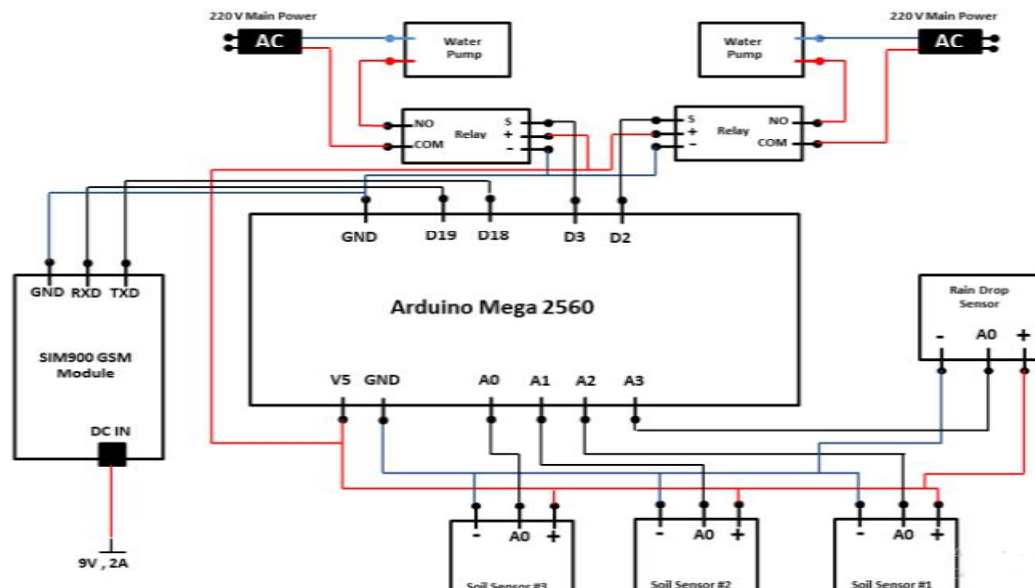 220 V Main Power
220 V Main Power
AC
Water
Pump
Water
Pump
AC
NO
Relay
S
+
COM
-
S
+
-
Relay
NO
COM
GND
D19
D18
D3
D2
GND
RXD
TXD
SIM900 GSM
Module
DC IN
9V , 2A
Arduino Mega 2560
V5
GND
A0
A1
A2
A3
Rain Drop
Sensor
-
A0
+
-
A0
+
Soil Sensor #3
-
A0
+
Soil Sensor #2
-
A0
+
Soil Sensor #1